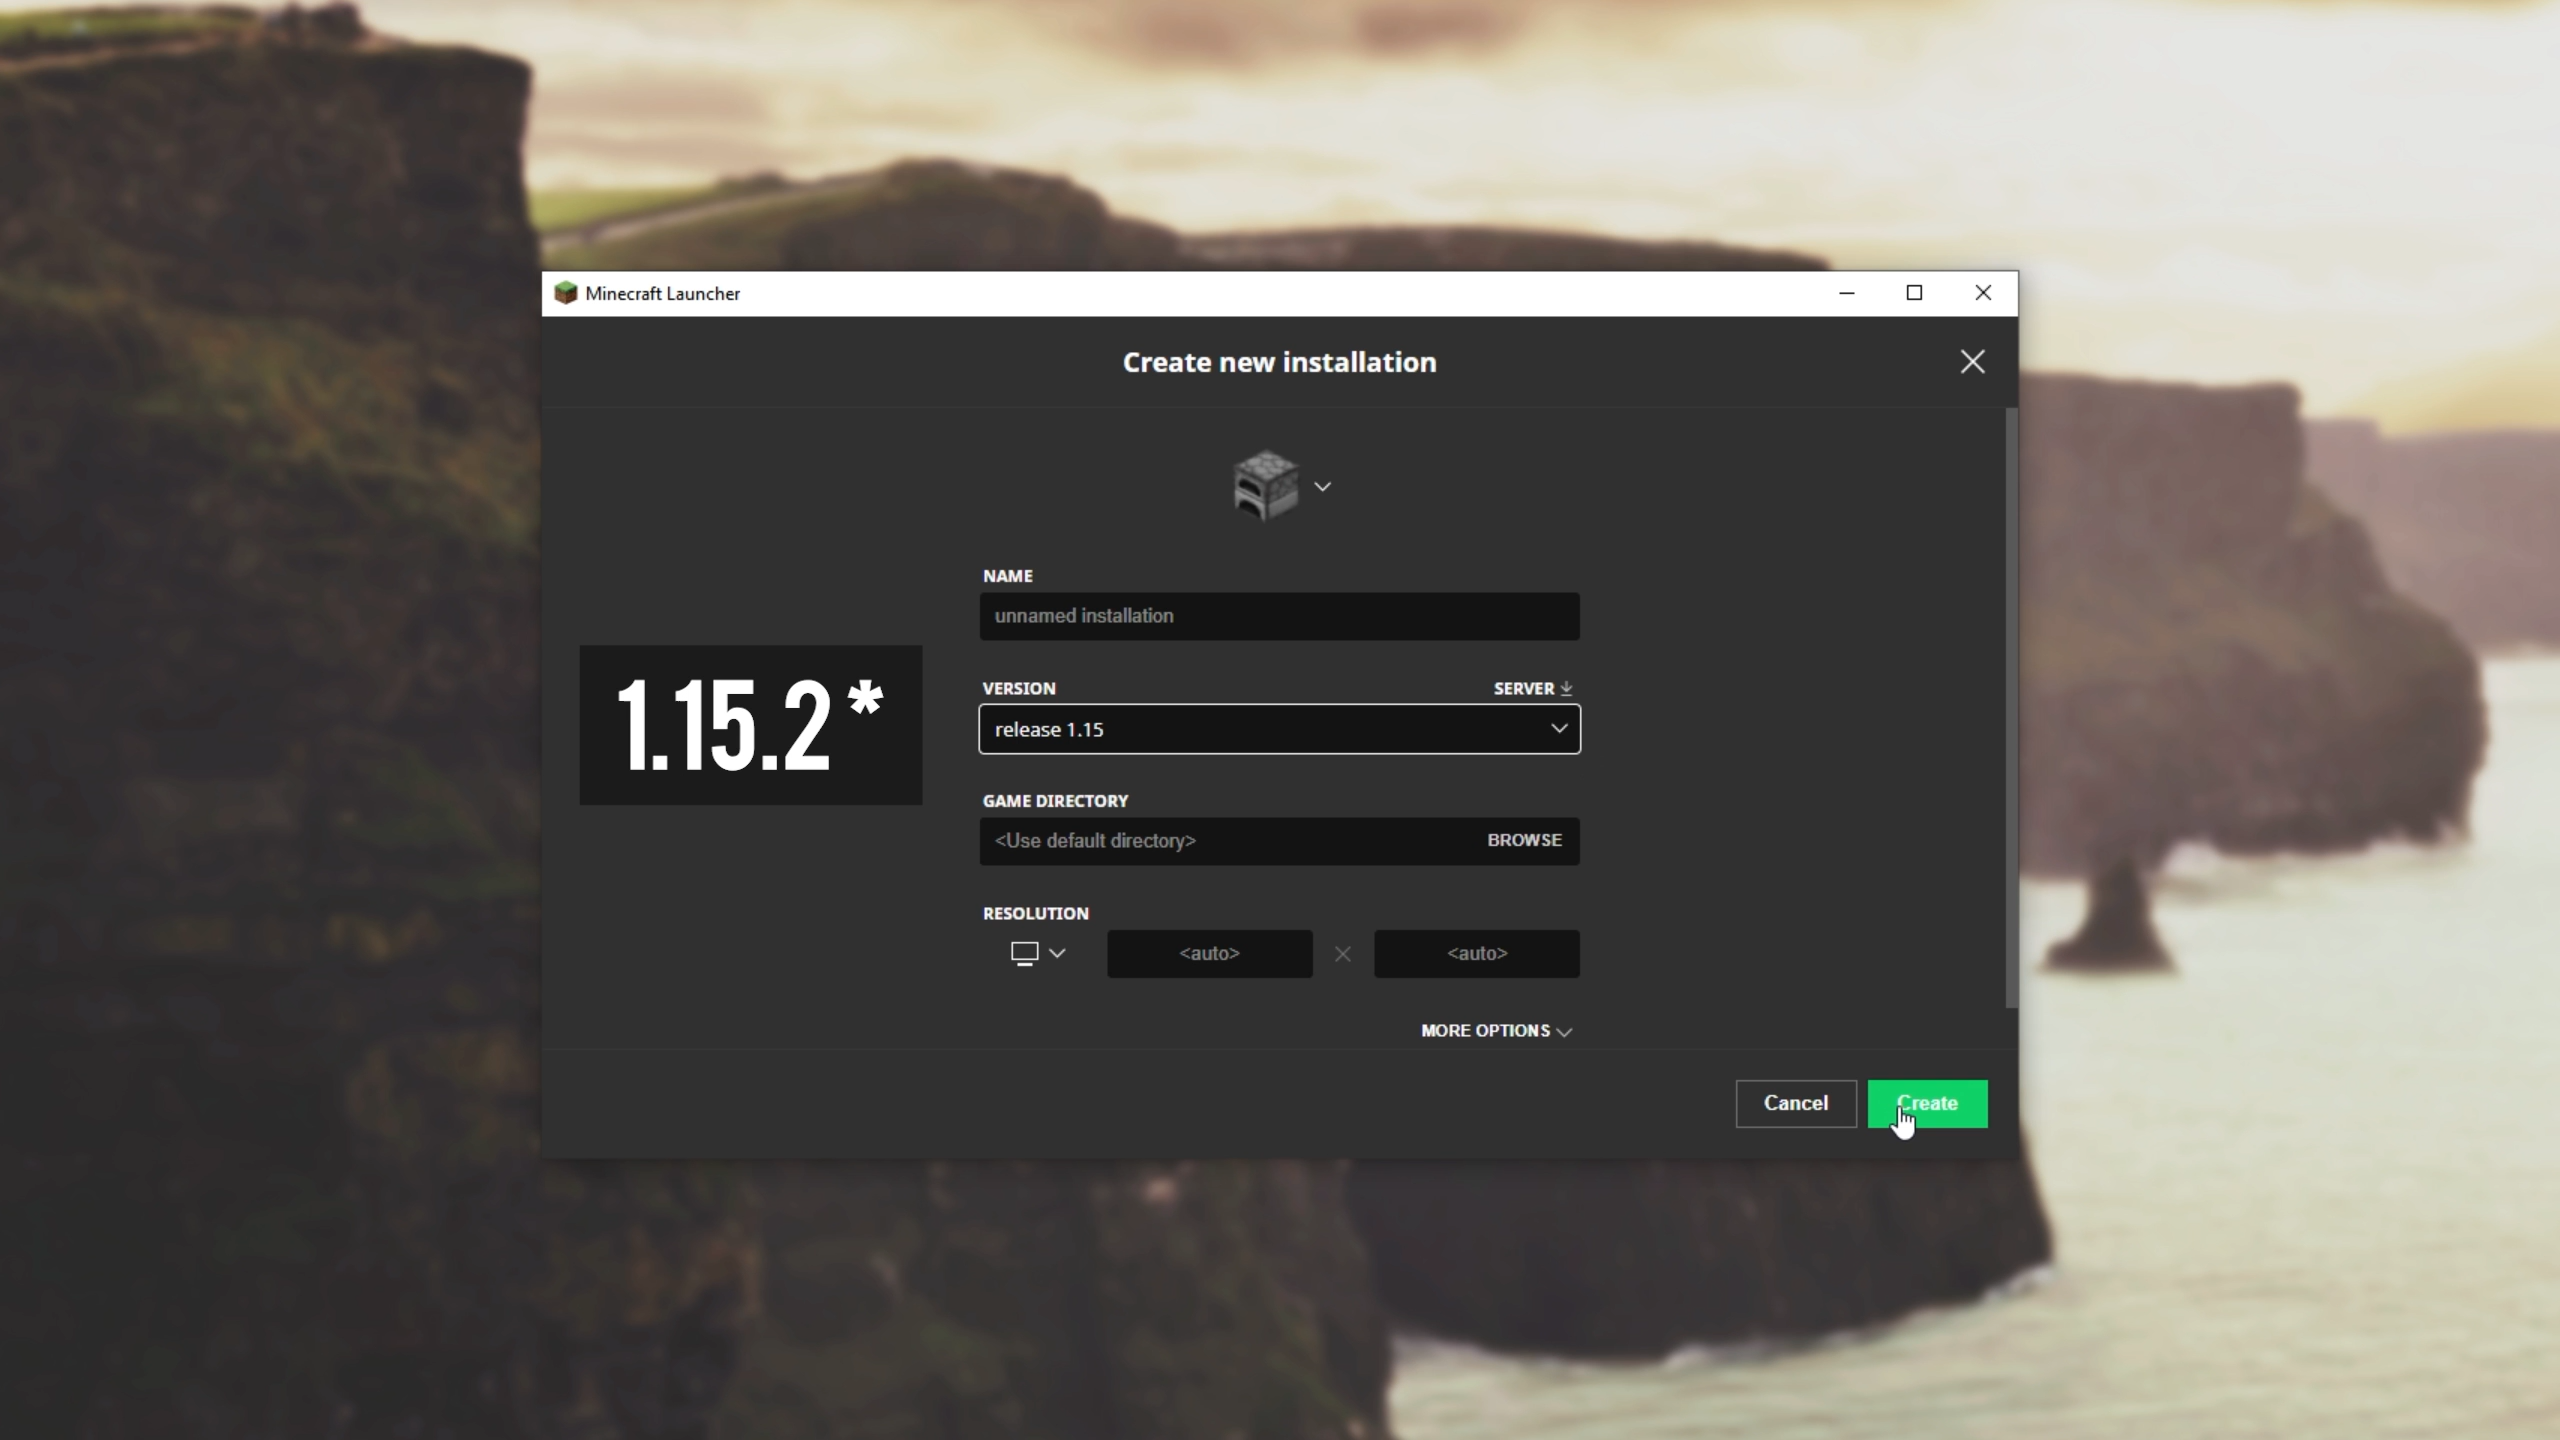 Minecraft Launcher
Create new installation
NAME
unnamed installation
1.15.2*
VERSION
SERVER
release 1.15
GAME DIRECTORY
<Use default directory>
BROWSE
RESOLUTION
<auto>
<auto>
MORE OPTIONS
Cancel
Create